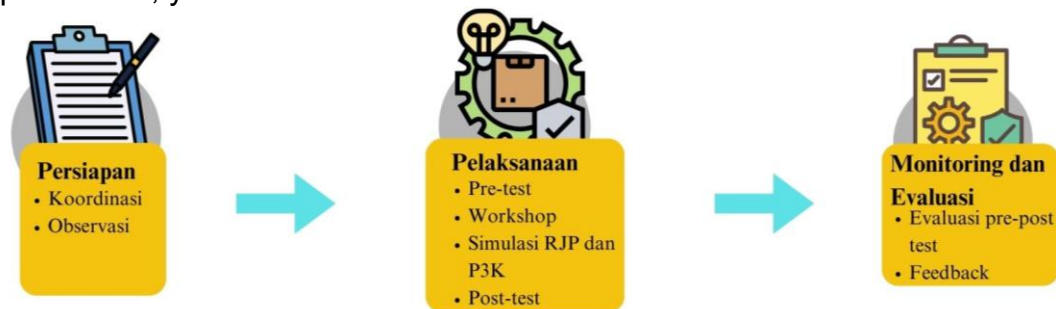 Persiapan
• Koordinasi
• Observasi
Pelaksanaan
• Pre-test
• Workshop
• Simulasi RJP dan
P3K
• Post-test
Monitoring dan
Evaluasi
• Evaluasi pre-post
test
• Feedback